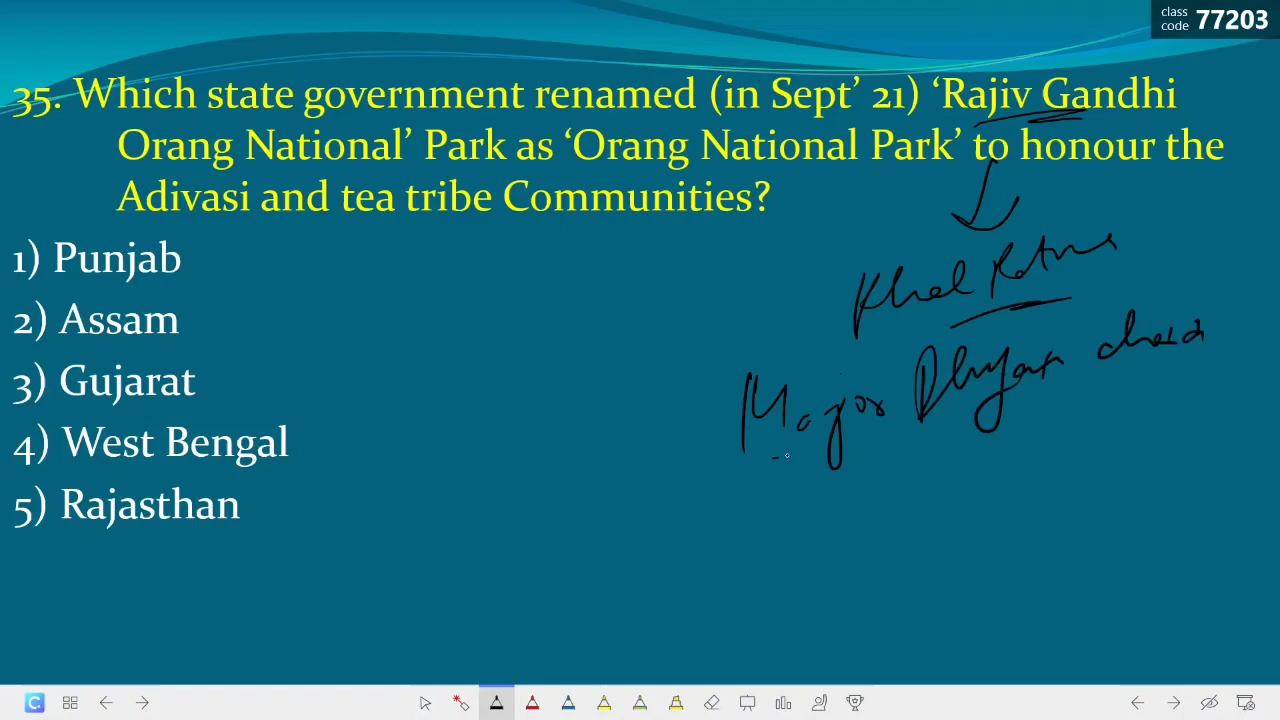 class
code 77203
35. Which state government renamed (in Sept' 21) ‘Rajiv Gandhi
Orang National’ Park as ‘Orang National Park’ to honour the
Adivasi and tea tribe Communities?
1) Punjab
2) Assam
3) Gujarat
4) West Bengal
5) Rajasthan
Khel Ratna
Major Dhyan chand